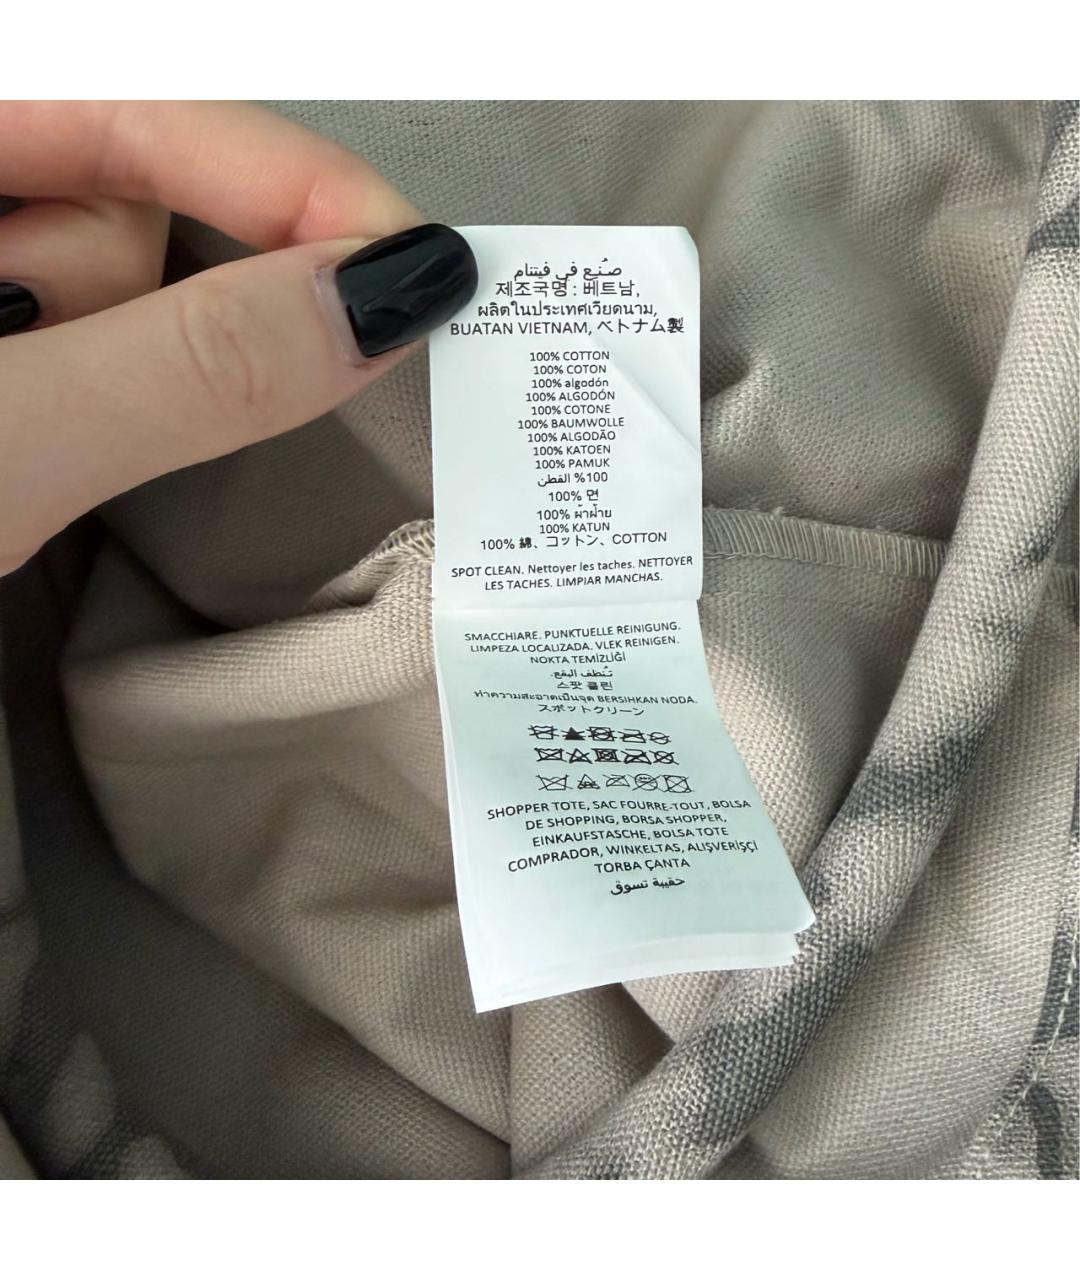 صُنع في فيتنام
제조국명 : 베트남,
ผลิตในประเทศเวียดนาม,
BUATAN VIETNAM, ベトナム製
100% COTTON
100% COTON
100% algodón
100% ALGODÓN
100% COTONE
100% BAUMWOLLE
100% ALGODÃO
100% KATOEN
100% PAMUK
100% القطن
100% 면
100% ผ้าฝ้าย
100% KATUN
100% 綿、コットン、COTTON
SPOT CLEAN. Nettoyer les taches. NETTOYER
LES TACHES. LIMPIAR MANCHAS.
SMACCHIARE. PUNKTUELLE REINIGUNG.
LIMPEZA LOCALIZADA. VLEK REINIGEN.
NOKTA TEMİZLİĞİ
تُنظف البقع.
스팟 클린
ทำความสะอาดเป็นจุด BERSIHKAN NODA.
スポットクリーン
SHOPPER TOTE, SAC FOURRE-TOUT, BOLSA
DE SHOPPING, BORSA SHOPPER,
EINKAUFSTASCHE, BOLSA TOTE
COMPRADOR, WINKELTAS, ALIŞVERİŞÇİ
TORBA ÇANTA
حقيبة تسوق